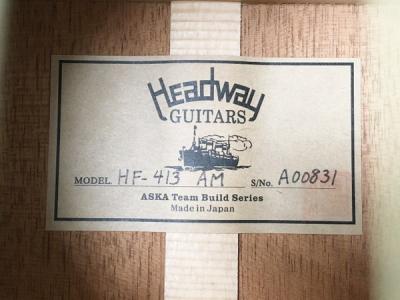 Headway
GUITARS
MODEL. HF-413 AM S/No. A00831
ASKA Team Build Series
Made in Japan